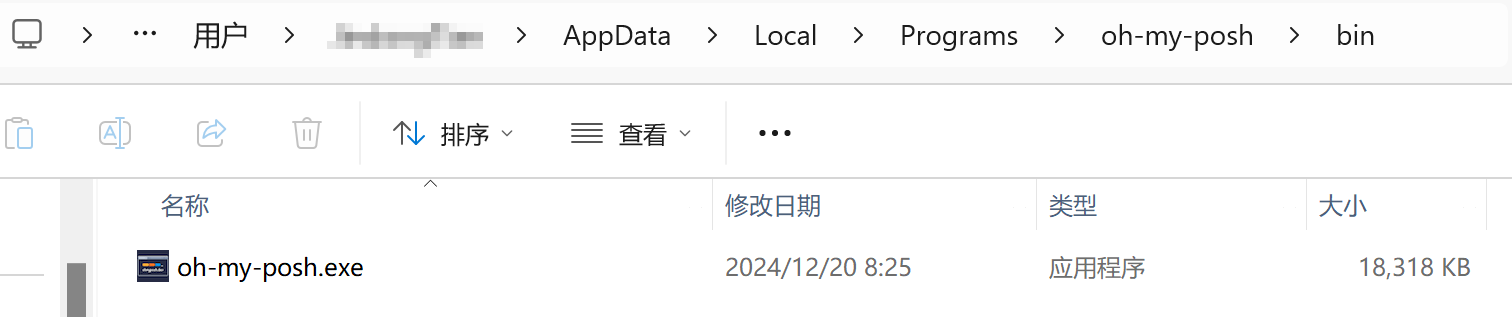 ··· 用户 AppData Local Programs oh-my-posh bin
排序 查看 ···
名称 修改日期 类型 大小
oh-my-posh.exe 2024/12/20 8:25 应用程序 18,318 KB